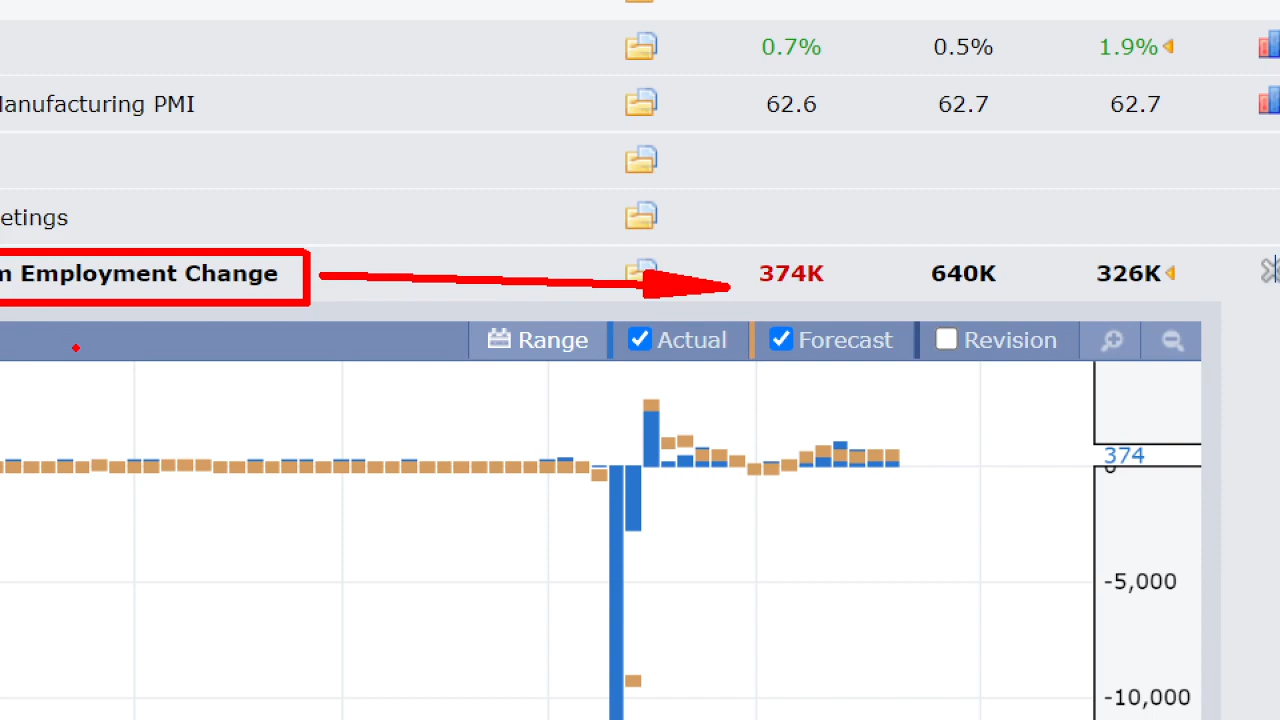 0.7% 0.5% 1.9%
anufacturing PMI 62.6 62.7 62.7
etings
m Employment Change 374K 640K 326K
Range Actual Forecast Revision
374
0
-5,000
-10,000